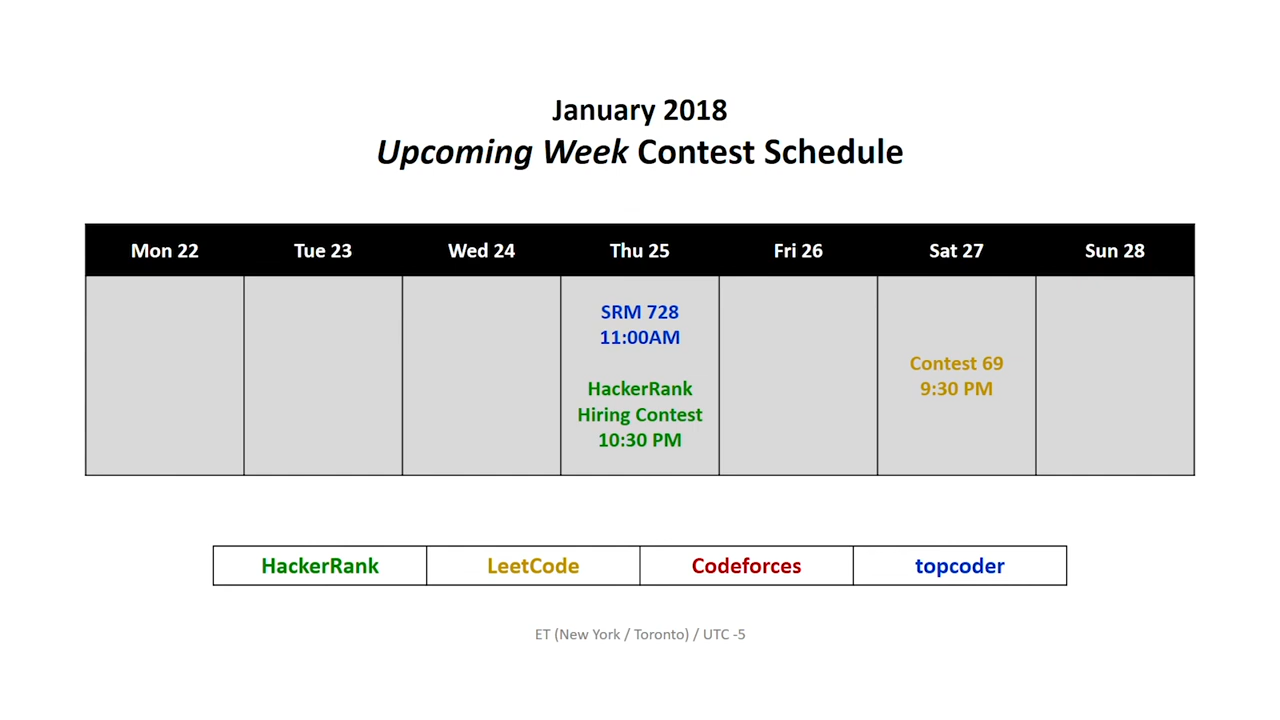 January 2018
Upcoming Week Contest Schedule
Mon 22 Tue 23 Wed 24 Thu 25 Fri 26 Sat 27 Sun 28
SRM 728
11:00AM
HackerRank
Hiring Contest
10:30 PM
Contest 69
9:30 PM
HackerRank LeetCode Codeforces topcoder
ET (New York / Toronto) / UTC -5